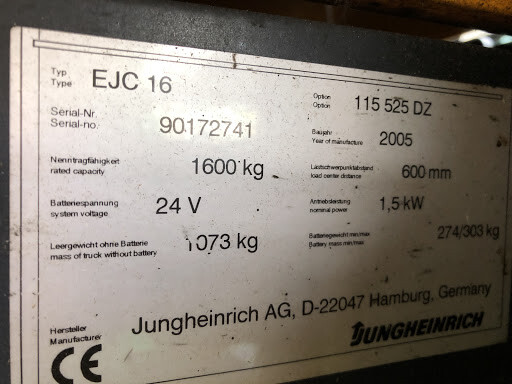 Typ
Type
EJC 16
Option
Option
115 525 DZ
Serial-Nr.
Serial-no.
90172741
Baujahr
Year of manufacture
2005
Nenntragfähigkeit
rated capacity
1600 kg
Lastschwerpunktabstand
load center distance
600 mm
Batteriespannung
system voltage
24 V
Antriebsleistung
nominal power
1,5 kW
Leergewicht ohne Batterie
mass of truck without battery
1073 kg
Batteriegewicht min/max
Battery mass min/max
274/303 kg
Hersteller
Manufacturer
Jungheinrich AG, D-22047 Hamburg, Germany
CE
JUNGHEINRICH